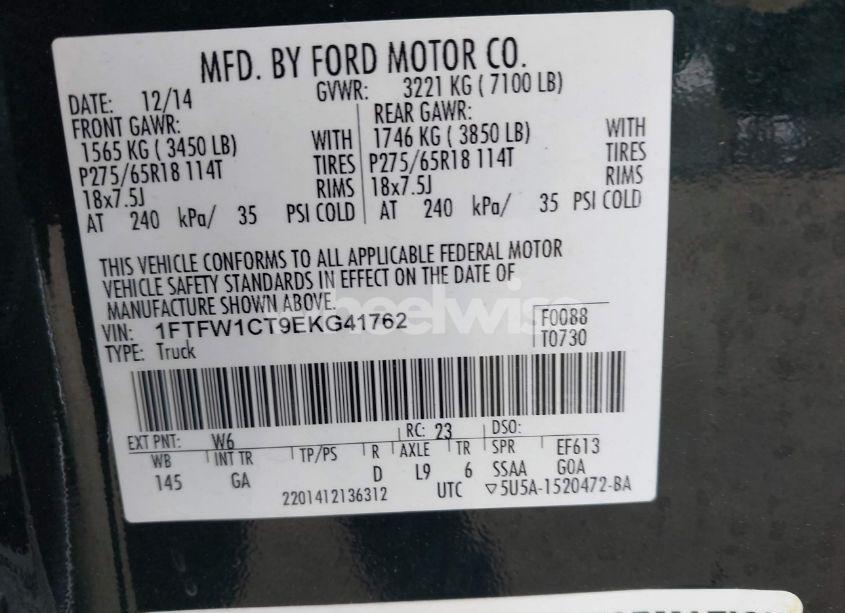 MFD. BY FORD MOTOR CO.
DATE: 12/14 GVWR: 3221 KG ( 7100 LB)
FRONT GAWR: REAR GAWR:
1565 KG ( 3450 LB) WITH 1746 KG ( 3850 LB) WITH
P275/65R18 114T TIRES P275/65R18 114T TIRES
18x7.5J RIMS 18x7.5J RIMS
AT 240 kPa/ 35 PSI COLD AT 240 kPa/ 35 PSI COLD
THIS VEHICLE CONFORMS TO ALL APPLICABLE FEDERAL MOTOR
VEHICLE SAFETY STANDARDS IN EFFECT ON THE DATE OF
MANUFACTURE SHOWN ABOVE.
VIN: 1FTFW1CT9EKG41762 F0088
TYPE: Truck T0730
EXT PNT: W6 RC: 23 DSO:
WB INT TR TP/PS R AXLE TR SPR EF613
145 GA D L9 6 SSAA GOA
2201412136312 UTC ▽5U5A-1520472-BA